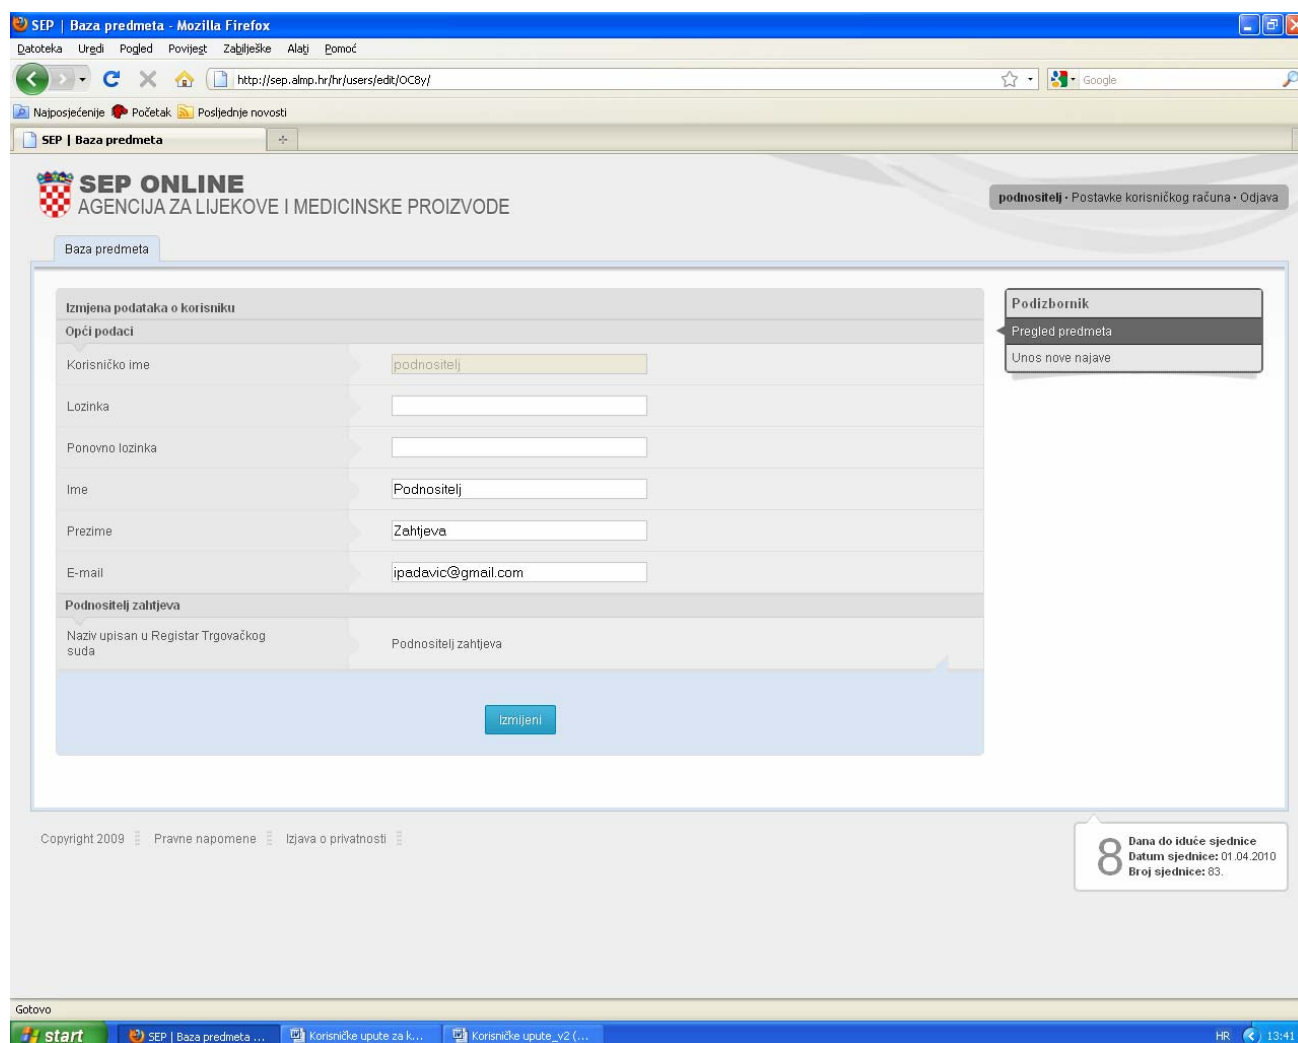 SEP | Baza predmeta - Mozilla Firefox
Datoteka Uredi Pogled Povijest Zabilješke Alati Pomoć
http://sep.almp.hr/hr/users/edit/OC8y/
Google
Najposjećenije Početak Posljednje novosti
SEP | Baza predmeta
SEP ONLINE
AGENCIJA ZA LIJEKOVE I MEDICINSKE PROIZVODE
podnositelj · Postavke korisničkog računa · Odjava
Baza predmeta
Izmjena podataka o korisniku
Opći podaci
Korisničko ime podnositelj
Lozinka
Ponovno lozinka
Ime Podnositelj
Prezime Zahtjeva
E-mail ipadavic@gmail.com
Podnositelj zahtjeva
Naziv upisan u Registar Trgovačkog
suda
Podnositelj zahtjeva
Izmijeni
Podizbornik
Pregled predmeta
Unos nove najave
Copyright 2009 Pravne napomene Izjava o privatnosti
8
Dana do iduće sjednice
Datum sjednice: 01.04.2010
Broj sjednice: 83.
Gotovo
start SEP | Baza predmeta ... Korisničke upute za k... Korisničke upute_v2 (... HR 13:41